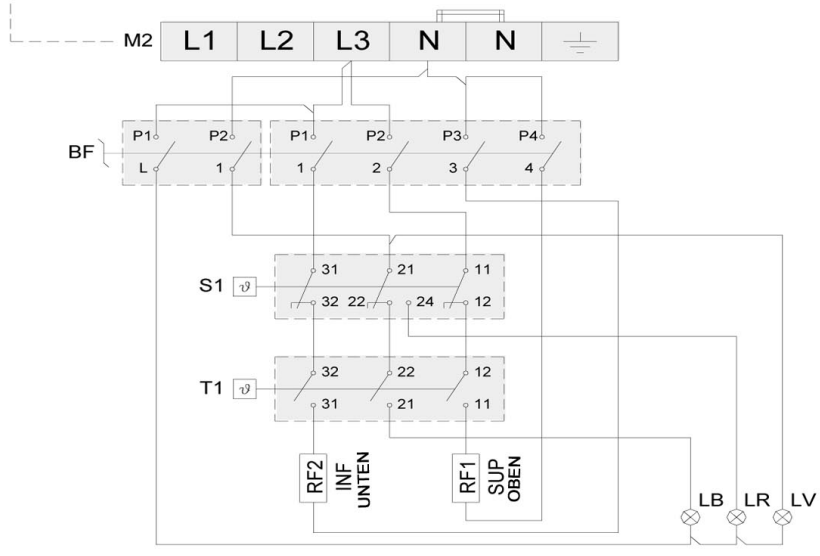 M2 L1 L2 L3 N N
BF P1 P2 P1 P2 P3 P4
L 1 1 2 3 4
31 21 11
S1 ϑ
32 22 24 12
32 22 12
T1 ϑ
31 21 11
RF2 INF UNTEN
RF1 SUP OBEN
LB LR LV